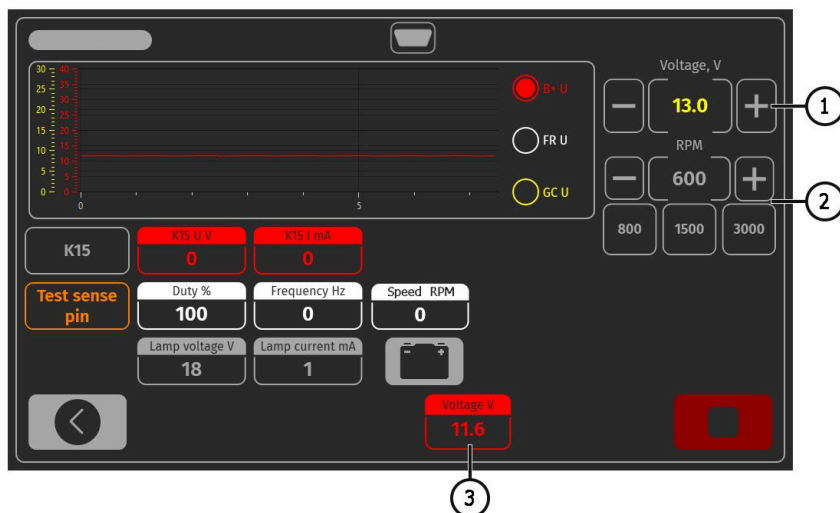 Voltage, V
13.0
1
RPM
600
2
800 1500 3000
30 40
25 35
30
20 25
15 20
10 15
10
5 5
0 0
0 5
B+ U
FR U
GC U
K15
K15 U V
0
K15 I mA
0
Test sense
pin
Duty %
100
Frequency Hz
0
Speed RPM
0
Lamp voltage V
18
Lamp current mA
1
- +
Voltage V
11.6
3